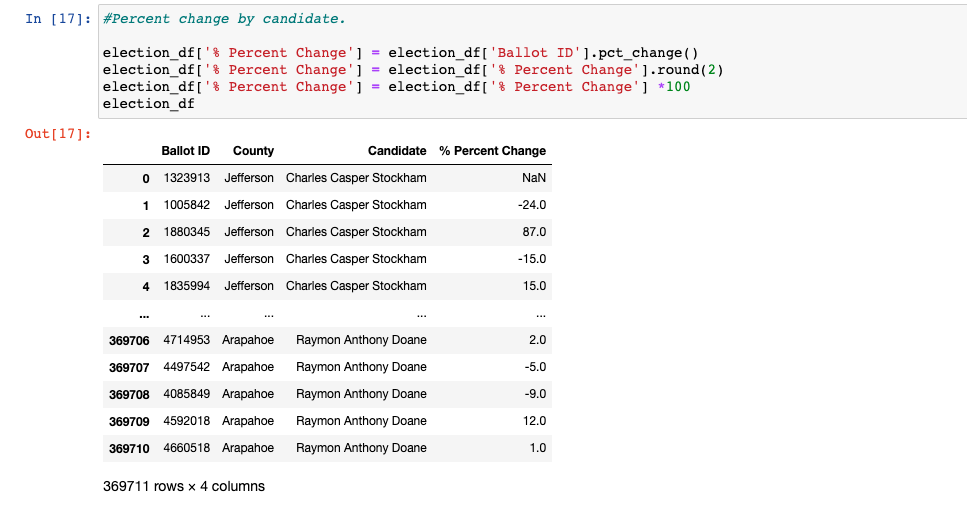 In [17]: #Percent change by candidate.
election_df['% Percent Change'] = election_df['Ballot ID'].pct_change()
election_df['% Percent Change'] = election_df['% Percent Change'].round(2)
election_df['% Percent Change'] = election_df['% Percent Change'] *100
election_df
Out[17]:
Ballot ID County Candidate % Percent Change
0 1323913 Jefferson Charles Casper Stockham NaN
1 1005842 Jefferson Charles Casper Stockham -24.0
2 1880345 Jefferson Charles Casper Stockham 87.0
3 1600337 Jefferson Charles Casper Stockham -15.0
4 1835994 Jefferson Charles Casper Stockham 15.0
... ... ... ... ...
369706 4714953 Arapahoe Raymon Anthony Doane 2.0
369707 4497542 Arapahoe Raymon Anthony Doane -5.0
369708 4085849 Arapahoe Raymon Anthony Doane -9.0
369709 4592018 Arapahoe Raymon Anthony Doane 12.0
369710 4660518 Arapahoe Raymon Anthony Doane 1.0
369711 rows × 4 columns